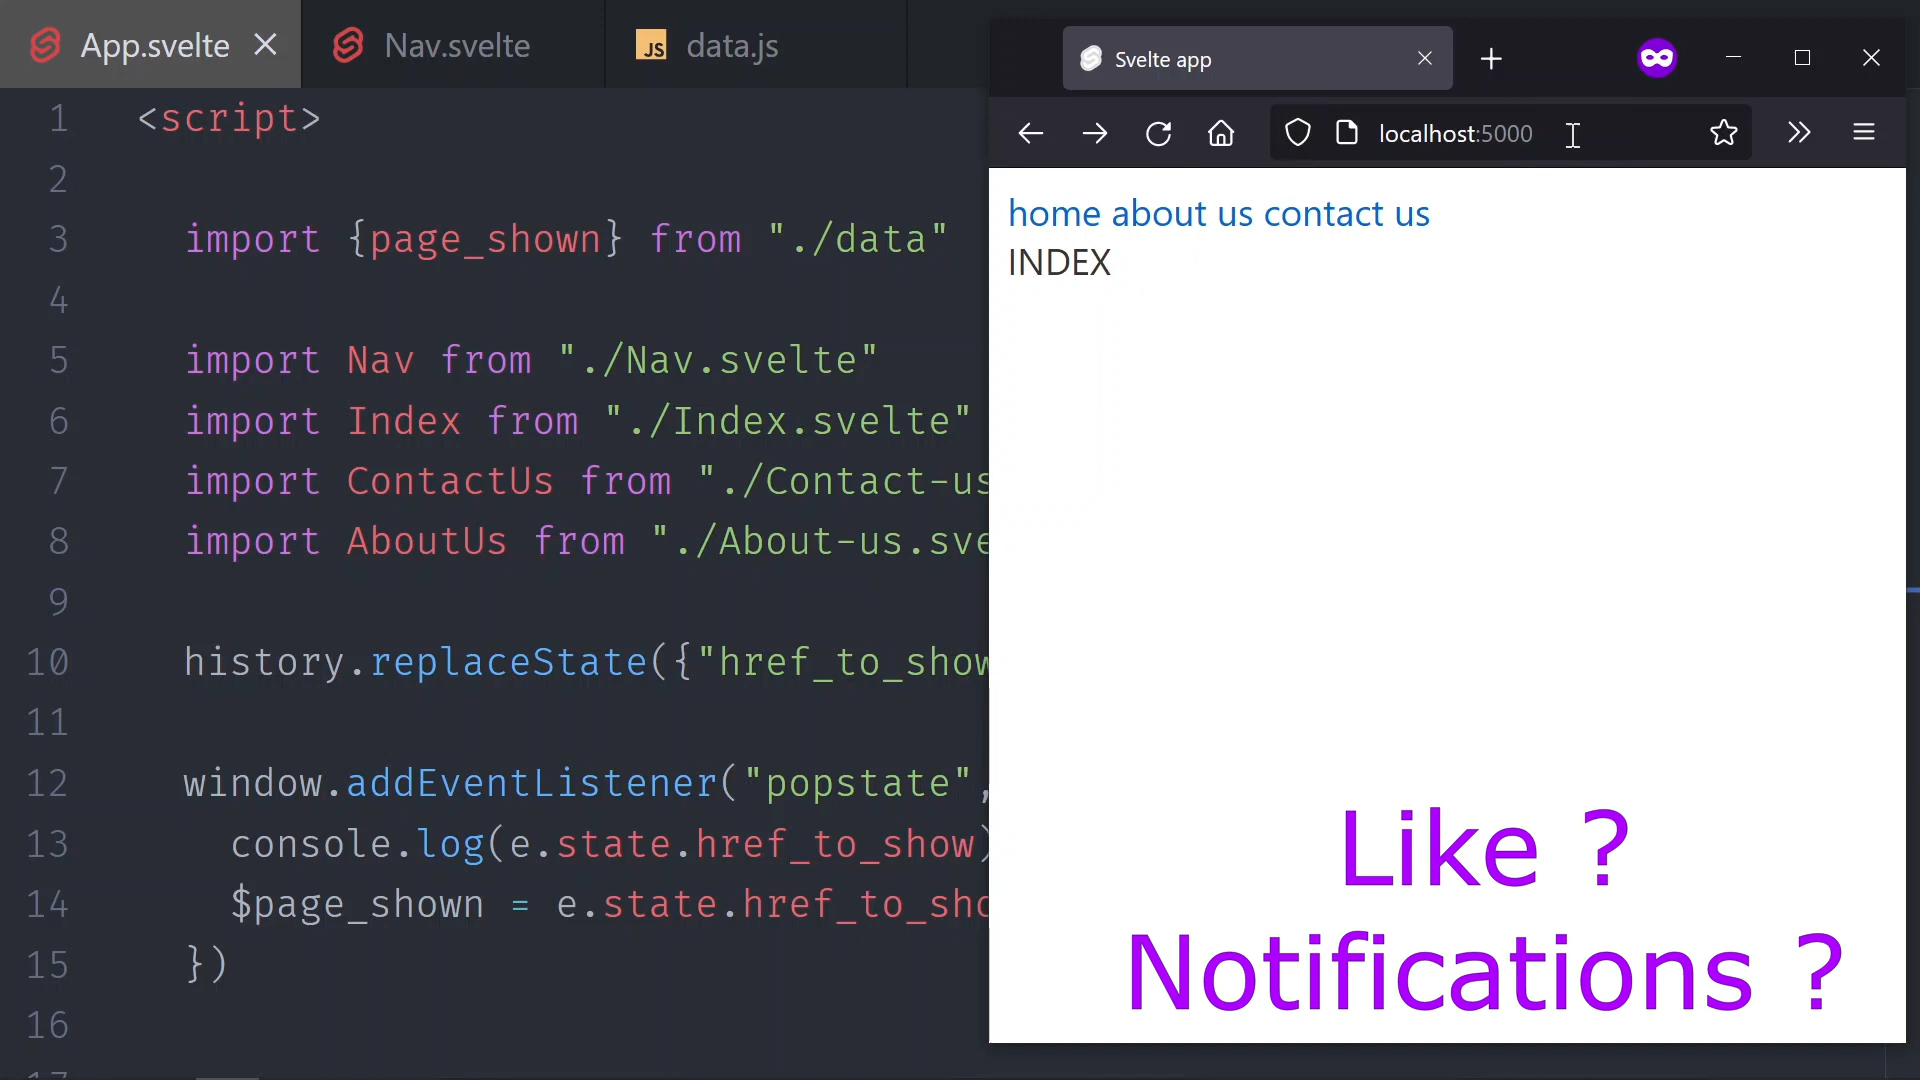 App.svelte
Nav.svelte
JS data.js
1 <script>
2
3 import {page_shown} from "./data"
4
5 import Nav from "./Nav.svelte"
6 import Index from "./Index.svelte"
7 import ContactUs from "./Contact-us
8 import AboutUs from "./About-us.sve
9
10 history.replaceState({"href_to_show
11
12 window.addEventListener("popstate",
13 console.log(e.state.href_to_show)
14 $page_shown = e.state.href_to_sho
15 })
16
17
Svelte app
localhost:5000
home about us contact us
INDEX
Like ?
Notifications ?